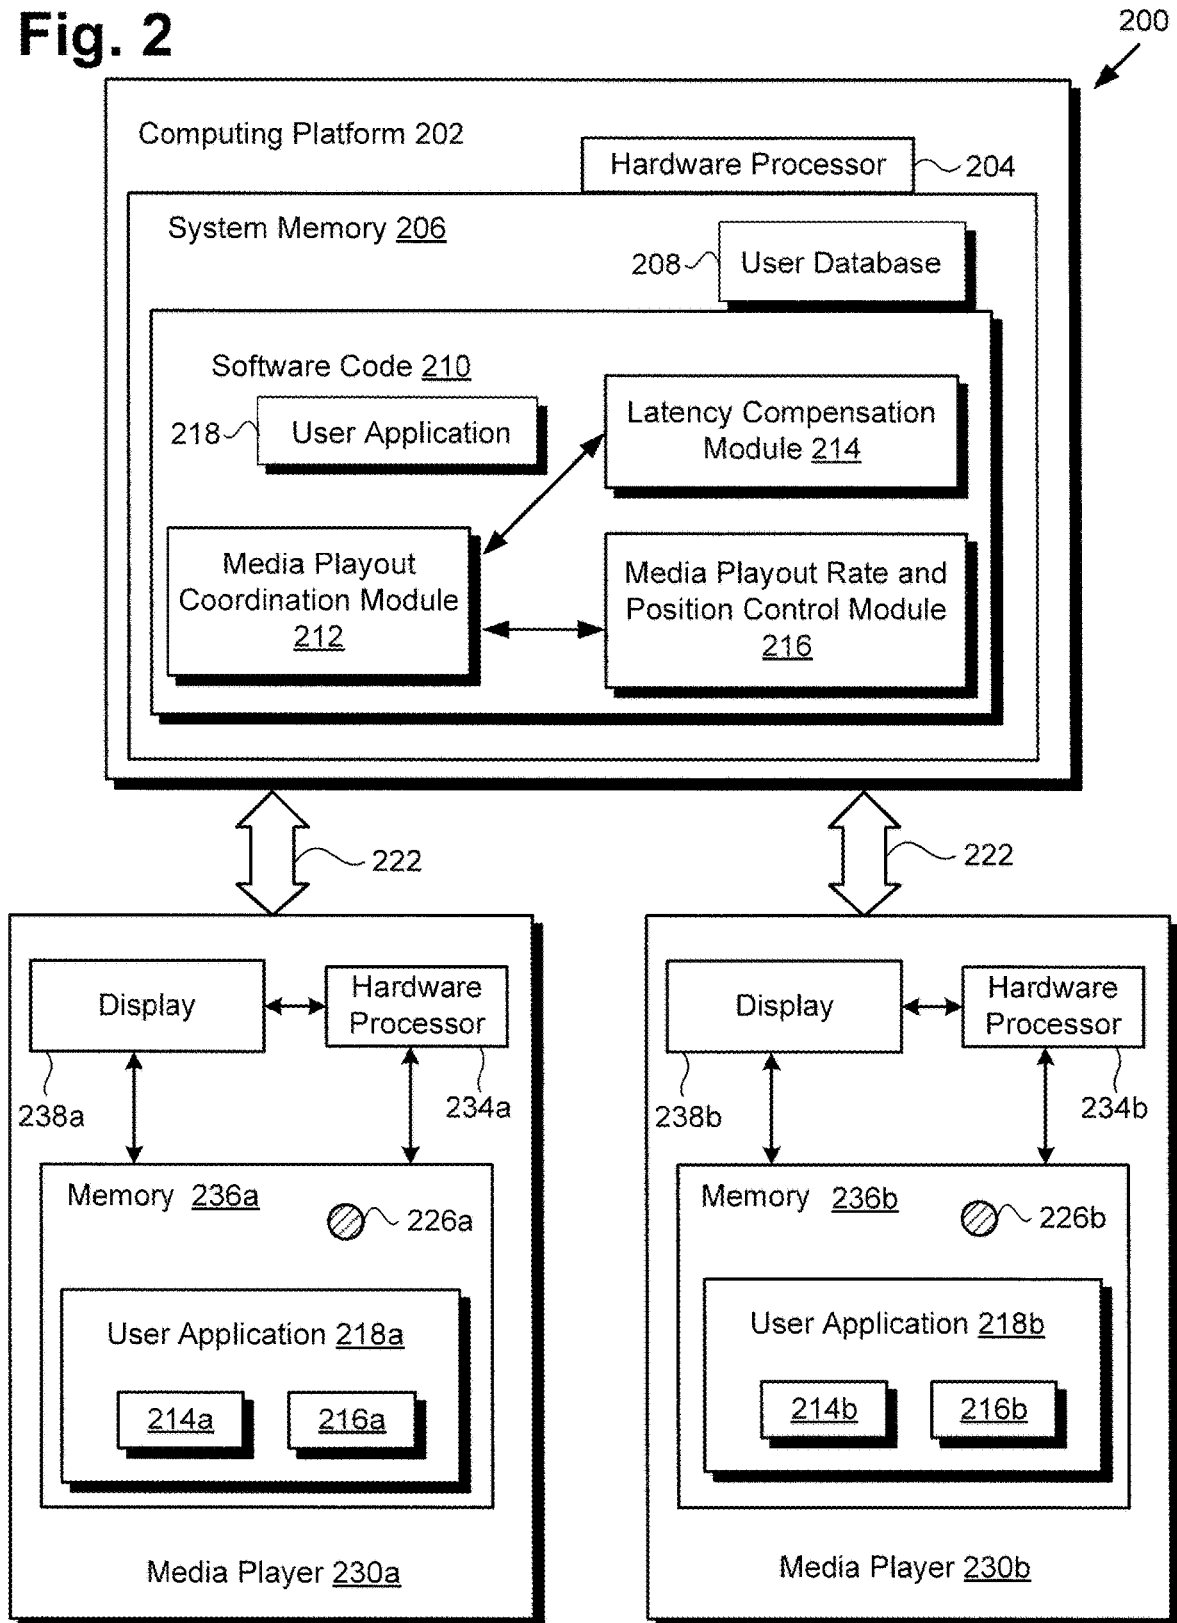 Fig. 2
200
Computing Platform 202
Hardware Processor
204
System Memory 206
208
User Database
Software Code 210
218
User Application
Latency Compensation
Module 214
Media Playout
Coordination Module
212
Media Playout Rate and
Position Control Module
216
222
222
Display
Hardware
Processor
238a
234a
Memory 236a
226a
User Application 218a
214a
216a
Media Player 230a
Display
Hardware
Processor
238b
234b
Memory 236b
226b
User Application 218b
214b
216b
Media Player 230b